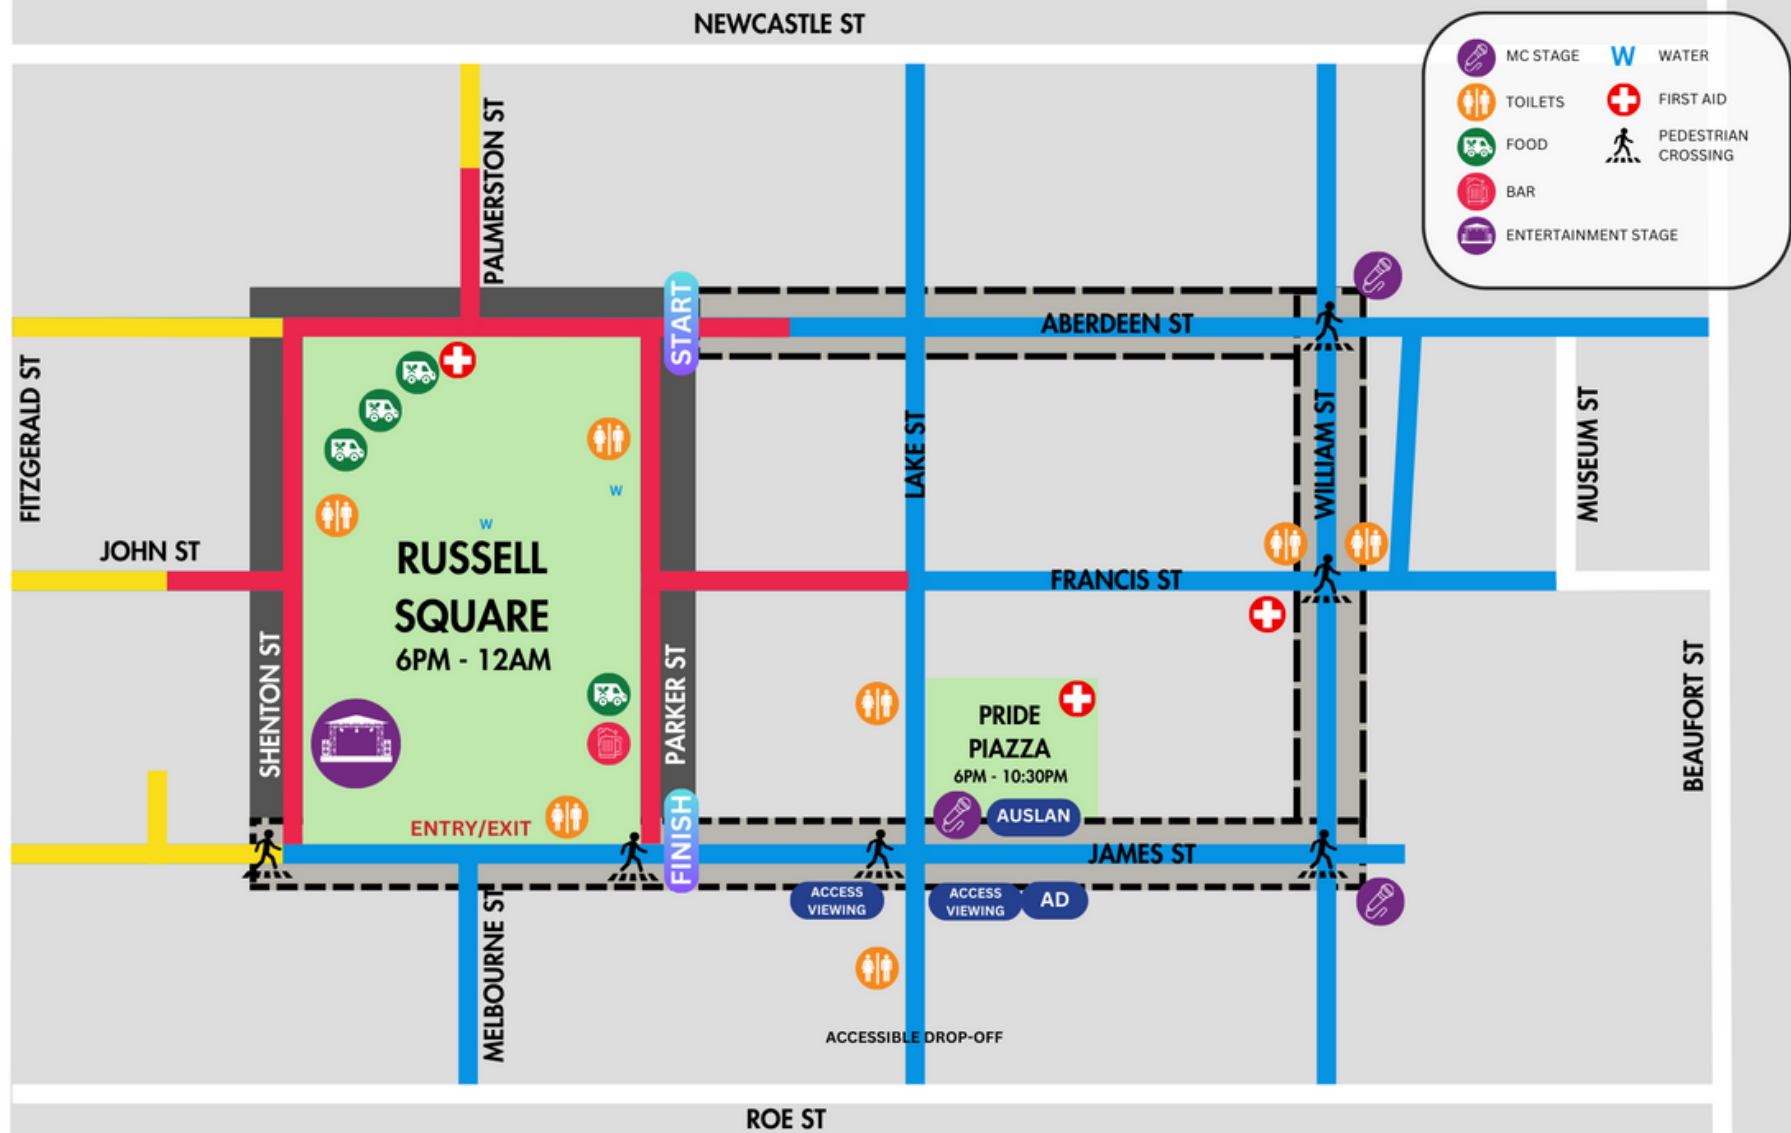 NEWCASTLE ST
MC STAGE
W
WATER
TOILETS
FIRST AID
FOOD
PEDESTRIAN
CROSSING
BAR
ENTERTAINMENT STAGE
PALMERSTON ST
START
ABERDEEN ST
FITZGERALD ST
LAKE ST
WILLIAM ST
MUSEUM ST
W
W
JOHN ST
RUSSELL
SQUARE
6PM - 12AM
FRANCIS ST
SHENTON ST
PARKER ST
BEAUFORT ST
PRIDE
PIAZZA
6PM - 10:30PM
AUSLAN
ENTRY/EXIT
FINISH
JAMES ST
ACCESS
VIEWING
ACCESS
VIEWING
AD
MELBOURNE ST
ACCESSIBLE DROP-OFF
ROE ST